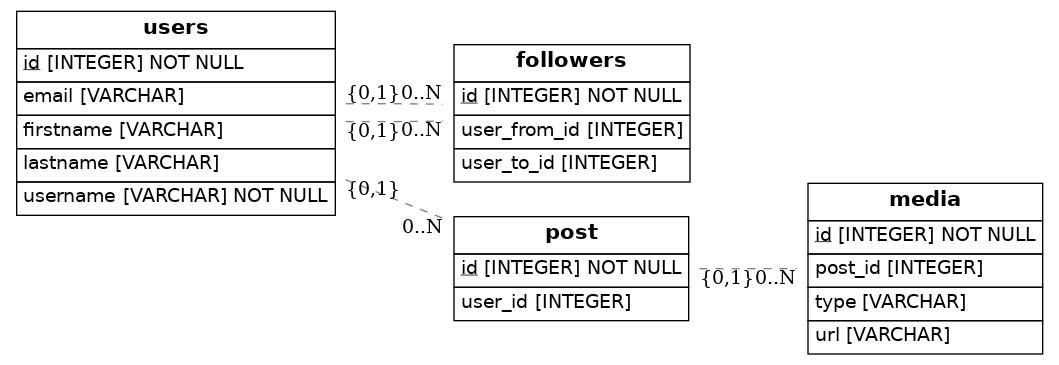 users
id [INTEGER] NOT NULL
email [VARCHAR]
firstname [VARCHAR]
lastname [VARCHAR]
username [VARCHAR] NOT NULL
{0,1} 0..N
{0,1} 0..N
{0,1}
0..N
followers
id [INTEGER] NOT NULL
user_from_id [INTEGER]
user_to_id [INTEGER]
post
id [INTEGER] NOT NULL
user_id [INTEGER]
{0,1} 0..N
media
id [INTEGER] NOT NULL
post_id [INTEGER]
type [VARCHAR]
url [VARCHAR]